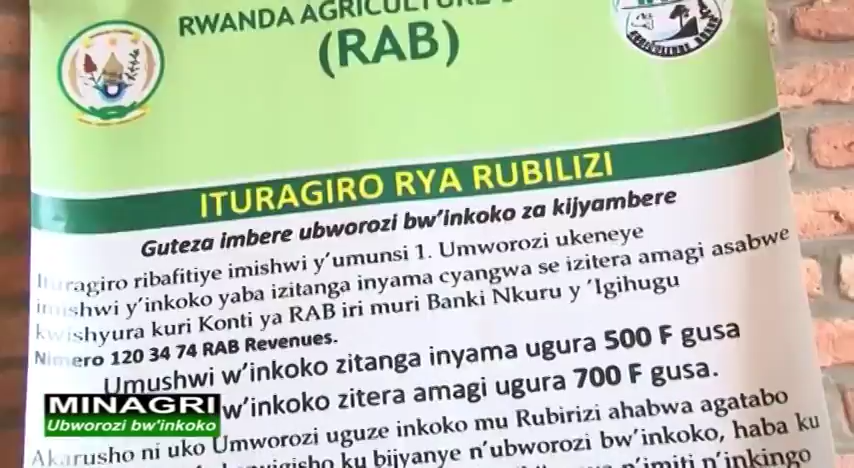 RWANDA AGRICULTURE
(RAB)
ITURAGIRO RYA RUBILIZI
Guteza imbere ubworozi bw'inkoko za kijyambere
Ituragiro ribafitiye imishwi y'umunsi 1. Umworozi ukeneye
imishwi y'inkoko yaba izitanga inyama cyangwa se izitera amagi asabwe
kwishyura kuri Konti ya RAB iri muri Banki Nkuru y 'Igihugu
Nimero 120 34 74 RAB Revenues.
Umushwi w'inkoko zitanga inyama ugura 500 F gusa
w'inkoko zitera amagi ugura 700 F gusa.
Akarusho ni uko Umworozi uguze inkoko mu Rubirizi ahabwa agatabo
ku bijyanye n'ubworozi bw'inkoko, haba ku
n'imiti n'inkingo
MINAGRI
Ubworozi bw'inkoko